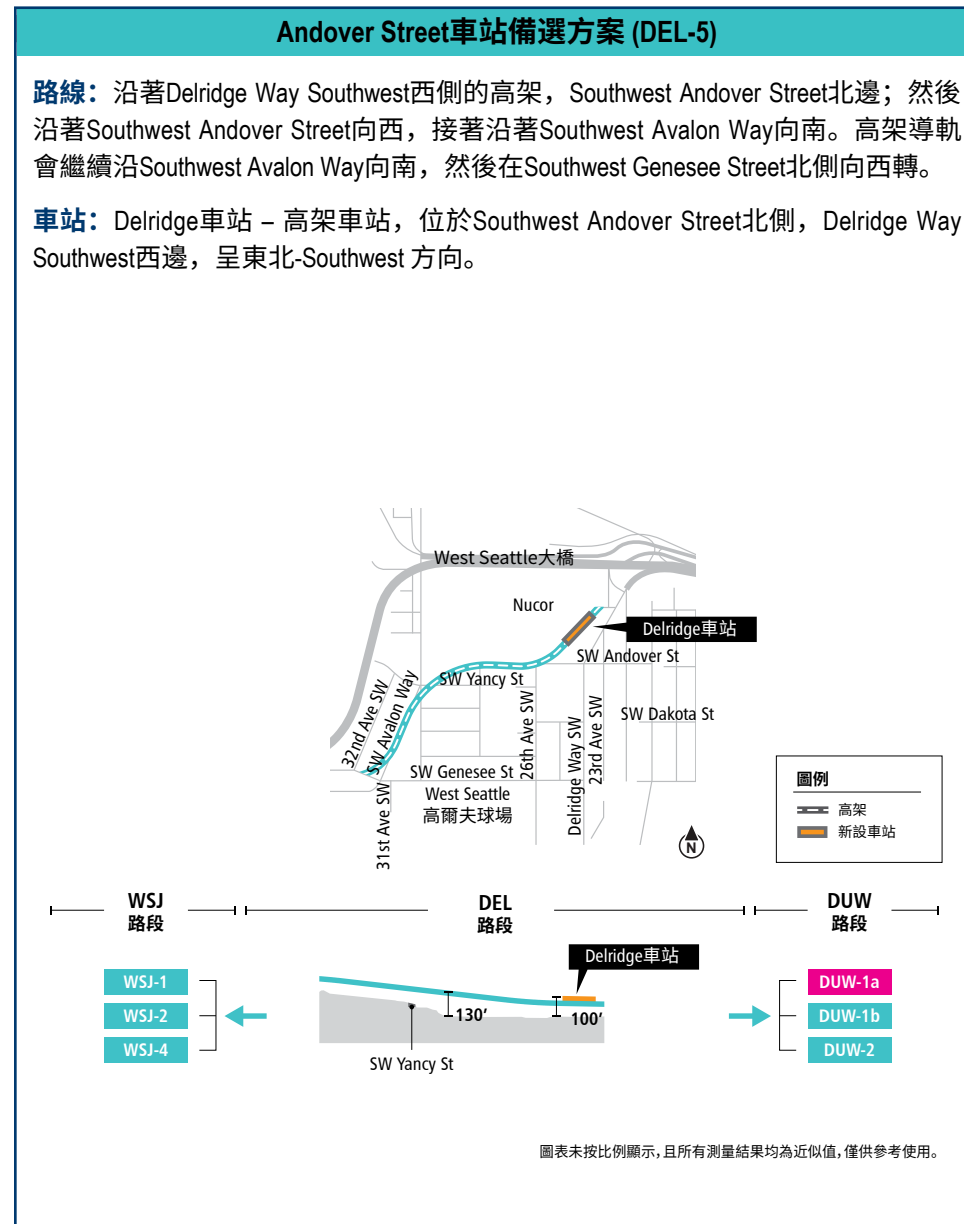 Andover Street車站備選方案 (DEL-5)
路線：沿著Delridge Way Southwest西側的高架，Southwest Andover Street北邊；然後
沿著Southwest Andover Street向西，接著沿著Southwest Avalon Way向南。高架導軌
會繼續沿Southwest Avalon Way向南，然後在Southwest Genesee Street北側向西轉。
車站：Delridge車站 – 高架車站，位於Southwest Andover Street北側，Delridge Way
Southwest西邊，呈東北-Southwest 方向。
West Seattle大橋
Nucor
Delridge車站
SW Andover St
SW Yancy St
32nd Ave SW
SW Avalon Way
26th Ave SW
Delridge Way SW
23rd Ave SW
SW Dakota St
SW Genesee St
West Seattle
高爾夫球場
31st Ave SW
N
圖例
高架
新設車站
WSJ
路段
DEL
路段
DUW
路段
Delridge車站
WSJ-1
WSJ-2
WSJ-4
130′
100′
SW Yancy St
DUW-1a
DUW-1b
DUW-2
圖表未按比例顯示，且所有測量結果均為近似值，僅供參考使用。